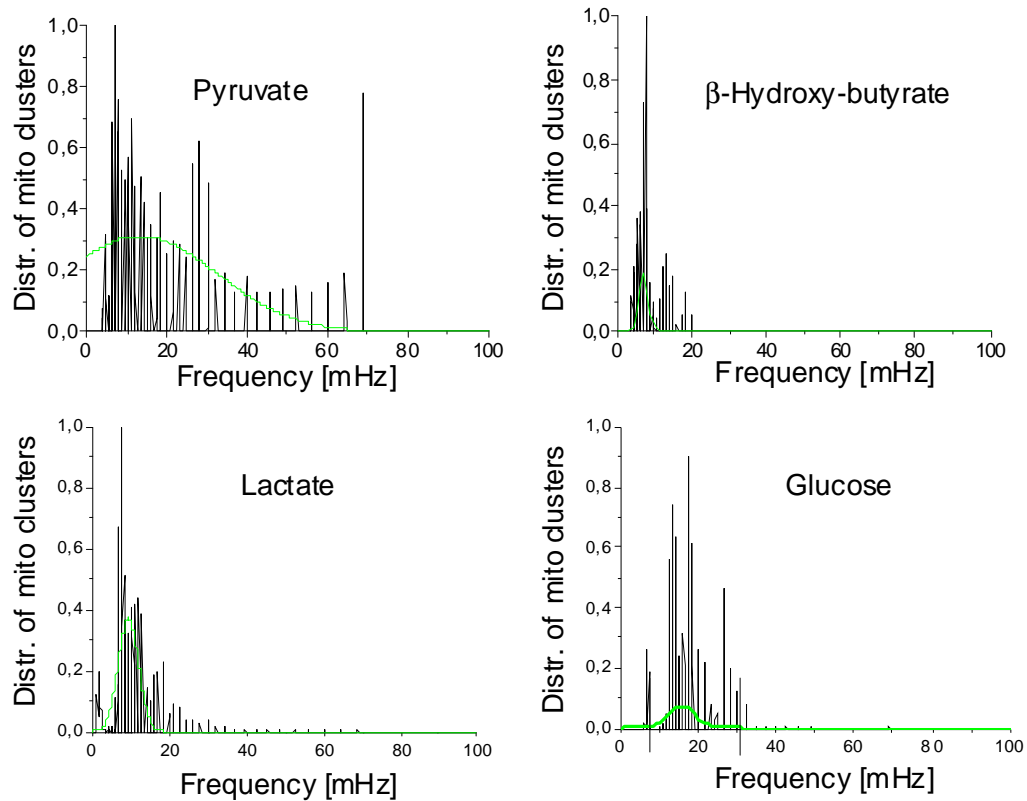 Distr. of mito clusters
1,0
0,8
0,6
0,4
0,2
0,0
Pyruvate
0 20 40 60 80 100
Frequency [mHz]
Distr. of mito clusters
1,0
0,8
0,6
0,4
0,2
0,0
β-Hydroxy-butyrate
0 20 40 60 80 100
Frequency [mHz]
Distr. of mito clusters
1,0
0,8
0,6
0,4
0,2
0,0
Lactate
0 20 40 60 80 100
Frequency [mHz]
Distr. of mito clusters
1,0
0,8
0,6
0,4
0,2
0,0
Glucose
0 20 40 60 80 100
Frequency [mHz]